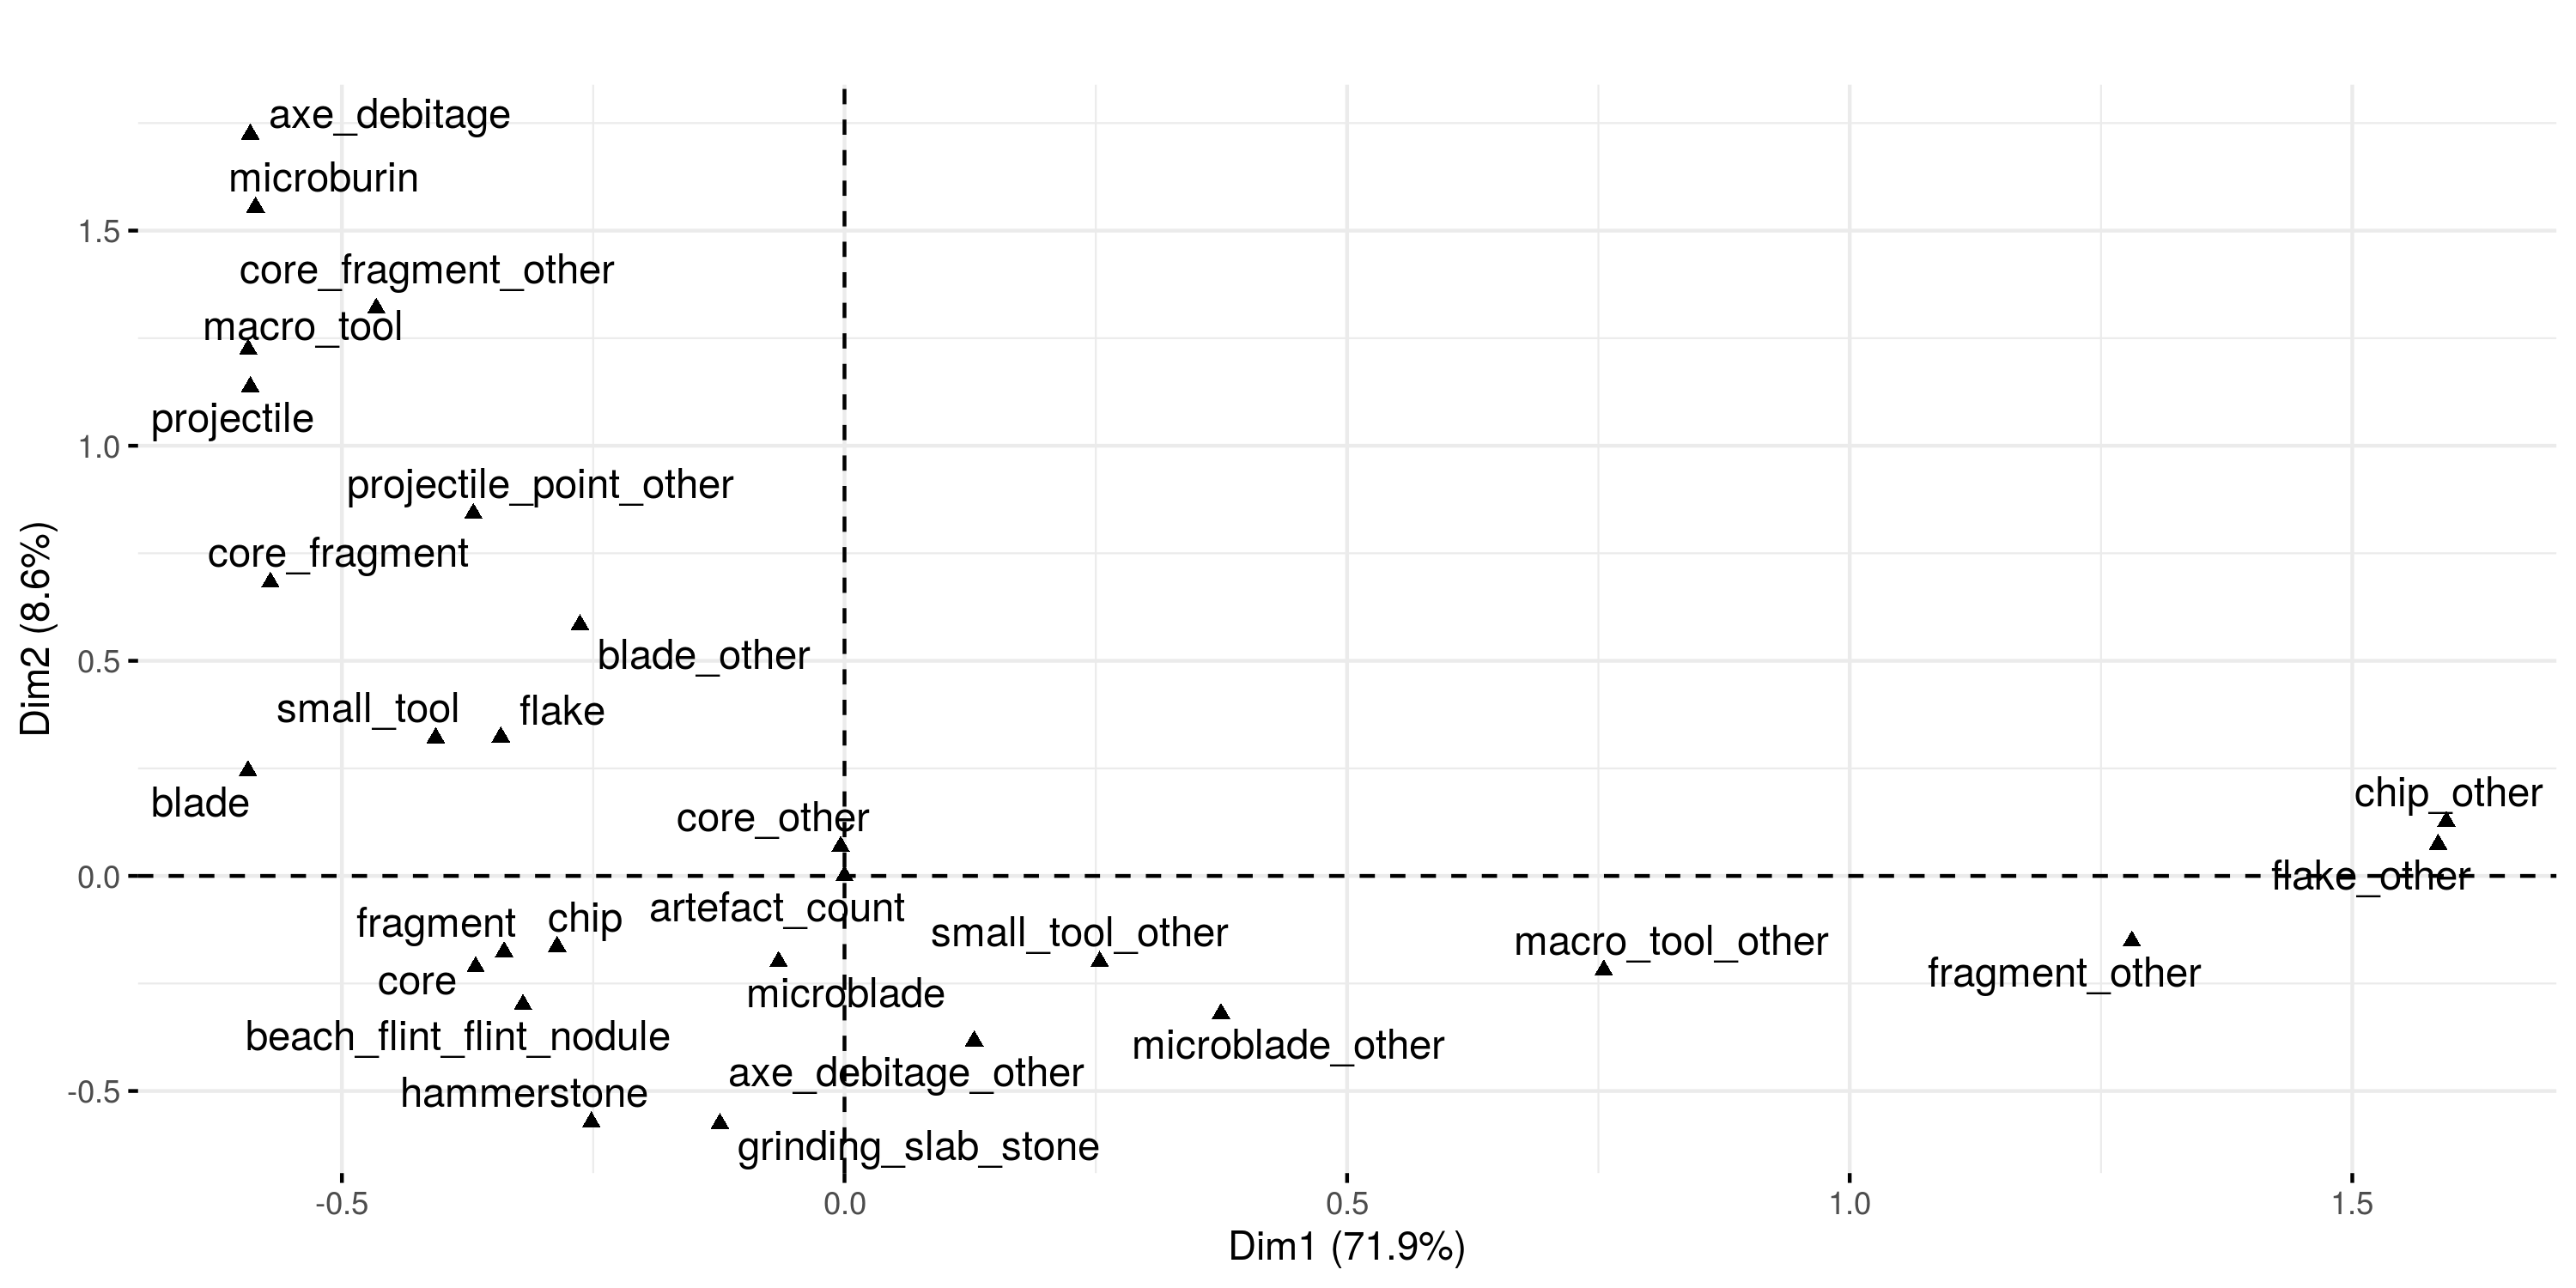 axe_debitage
microburin
1.5
core_fragment_other
macro_tool
projectile
1.0
projectile_point_other
core_fragment
blade_other
0.5
small_tool
flake
blade
chip_other
core_other
flake_other
0.0
artefact_count
fragment
chip
small_tool_other
macro_tool_other
fragment_other
core
microblade
beach_flint_flint_nodule
microblade_other
axe_debitage_other
hammerstone
-0.5
grinding_slab_stone
-0.5
0.0
0.5
1.0
1.5
Dim1 (71.9%)
Dim2 (8.6%)